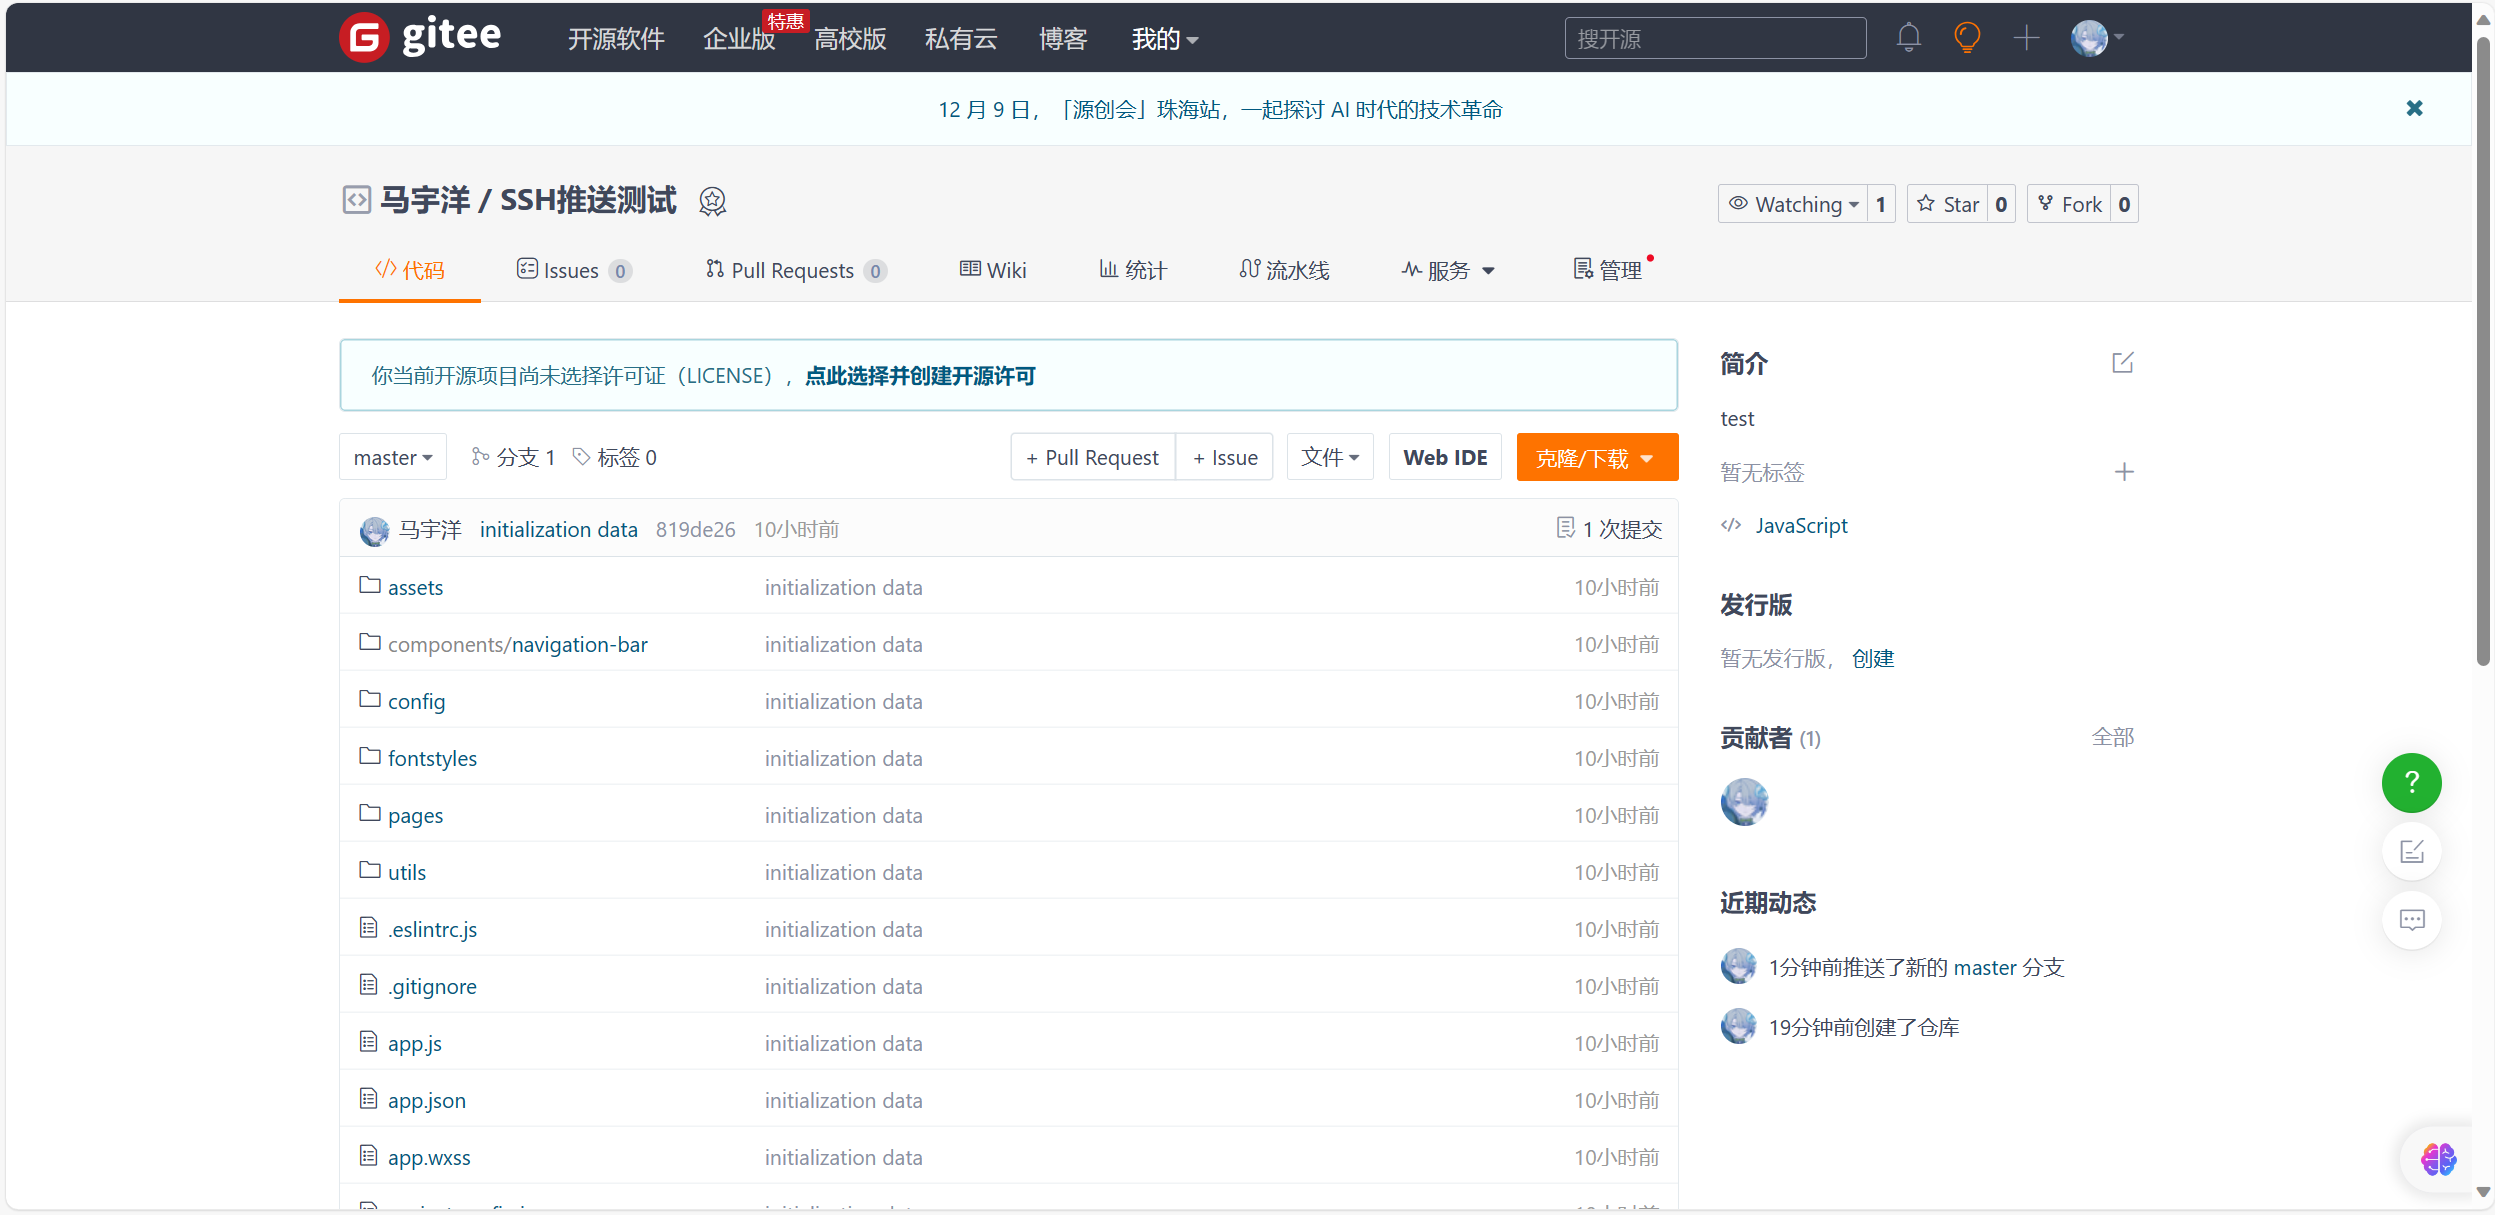 gitee 开源软件 企业版 特惠 高校版 私有云 博客 我的 搜开源
12 月 9 日，「源创会」珠海站，一起探讨 AI 时代的技术革命
马宇洋 / SSH推送测试 Watching 1 Star 0 Fork 0
代码 Issues 0 Pull Requests 0 Wiki 统计 流水线 服务 管理
你当前开源项目尚未选择许可证（LICENSE），点此选择并创建开源许可
master 分支 1 标签 0 + Pull Request + Issue 文件 Web IDE 克隆/下载
马宇洋 initialization data 819de26 10小时前 1 次提交
assets initialization data 10小时前
components/navigation-bar initialization data 10小时前
config initialization data 10小时前
fontstyles initialization data 10小时前
pages initialization data 10小时前
utils initialization data 10小时前
.eslintrc.js initialization data 10小时前
.gitignore initialization data 10小时前
app.js initialization data 10小时前
app.json initialization data 10小时前
app.wxss initialization data 10小时前
简介
test
暂无标签
JavaScript
发行版
暂无发行版， 创建
贡献者 (1) 全部
近期动态
1分钟前推送了新的 master 分支
19分钟前创建了仓库
?